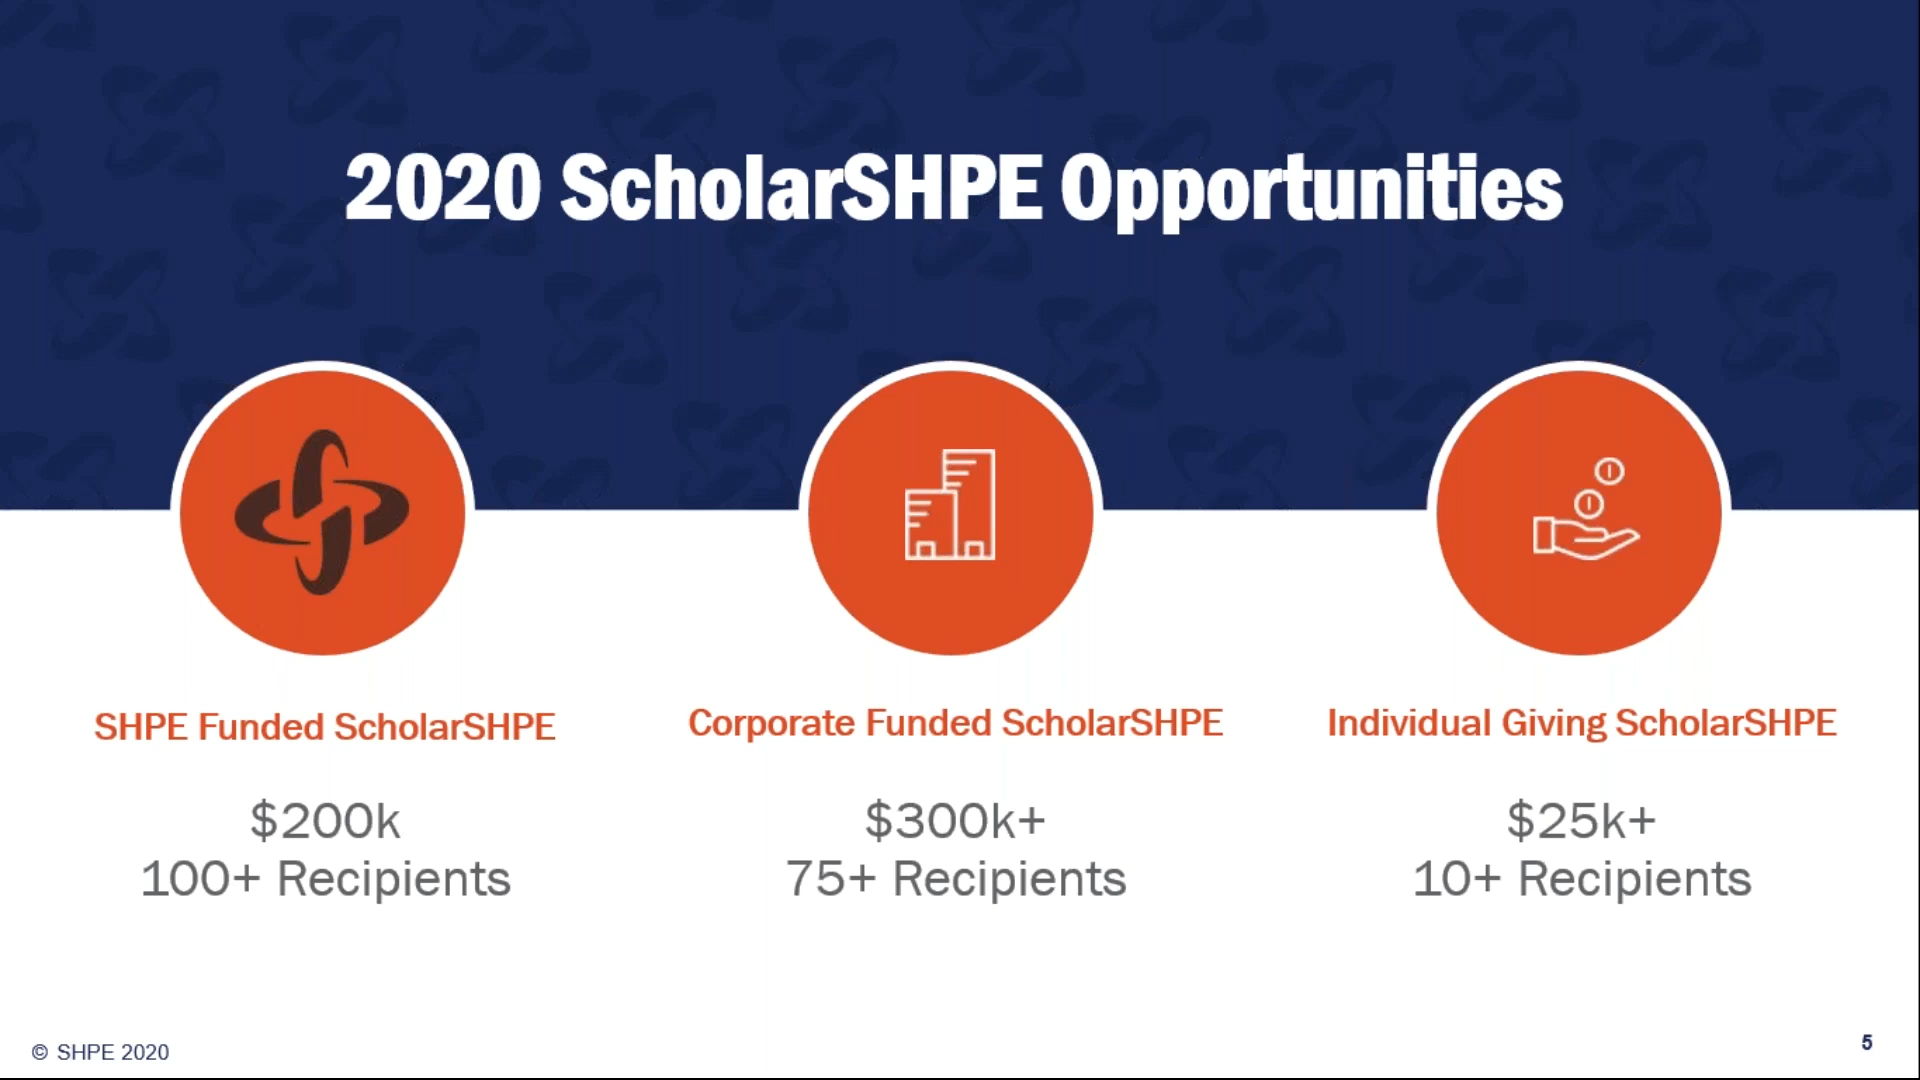 2020 ScholarSHPE Opportunities
SHPE Funded ScholarSHPE
$200k
100+ Recipients
Corporate Funded ScholarSHPE
$300k+
75+ Recipients
Individual Giving ScholarSHPE
$25k+
10+ Recipients
© SHPE 2020
5